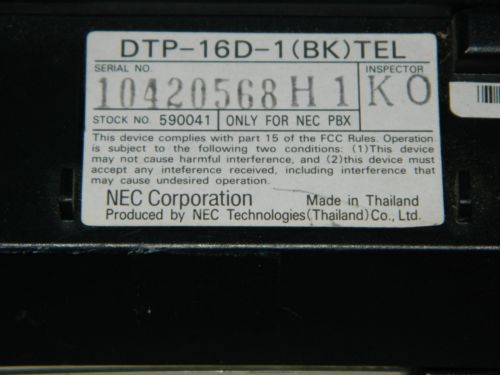 DTP-16D-1(BK)TEL
SERIAL NO. INSPECTOR
10420568H1 KO
STOCK NO. 590041 ONLY FOR NEC PBX
This device complies with part 15 of the FCC Rules. Operation
is subject to the following two conditions: (1)This device
may not cause harmful interference, and (2)this device must
accept any interference received, including interference that
may cause undesired operation.
NEC Corporation Made in Thailand
Produced by NEC Technologies(Thailand)Co., Ltd.